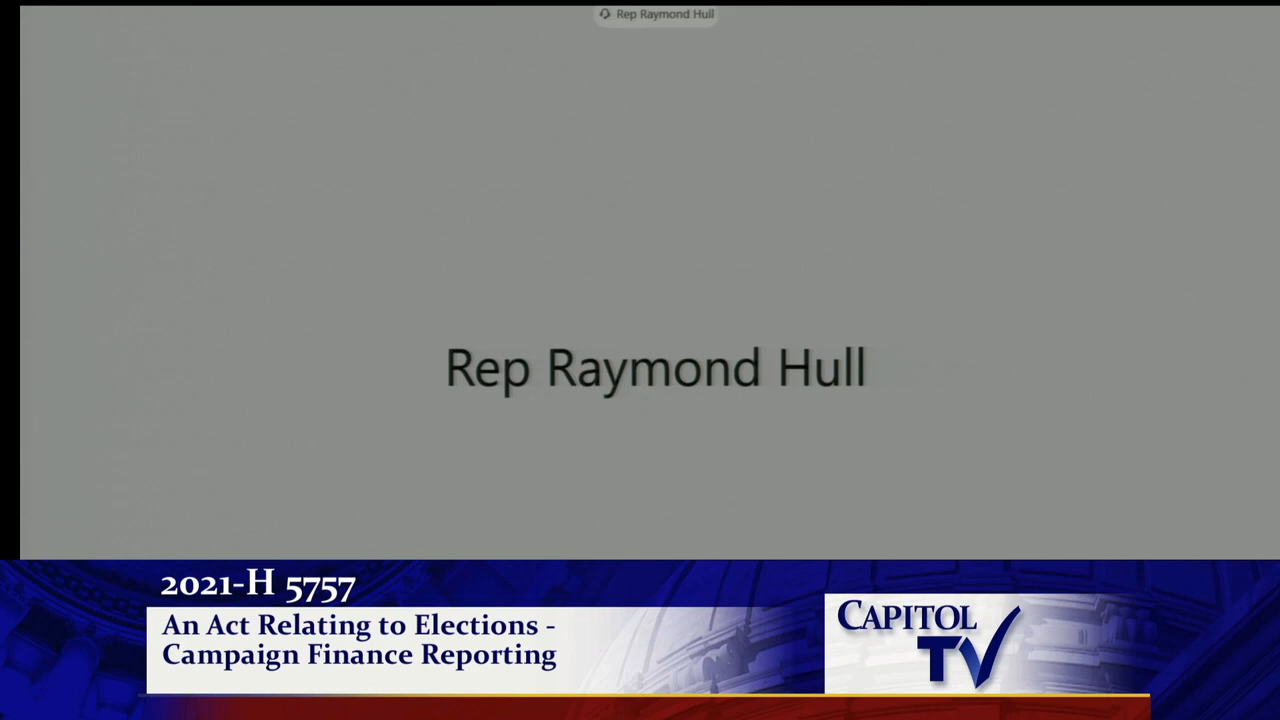 Rep Raymond Hull
Rep Raymond Hull
2021-H 5757
An Act Relating to Elections -
Campaign Finance Reporting
CAPITOL
TV